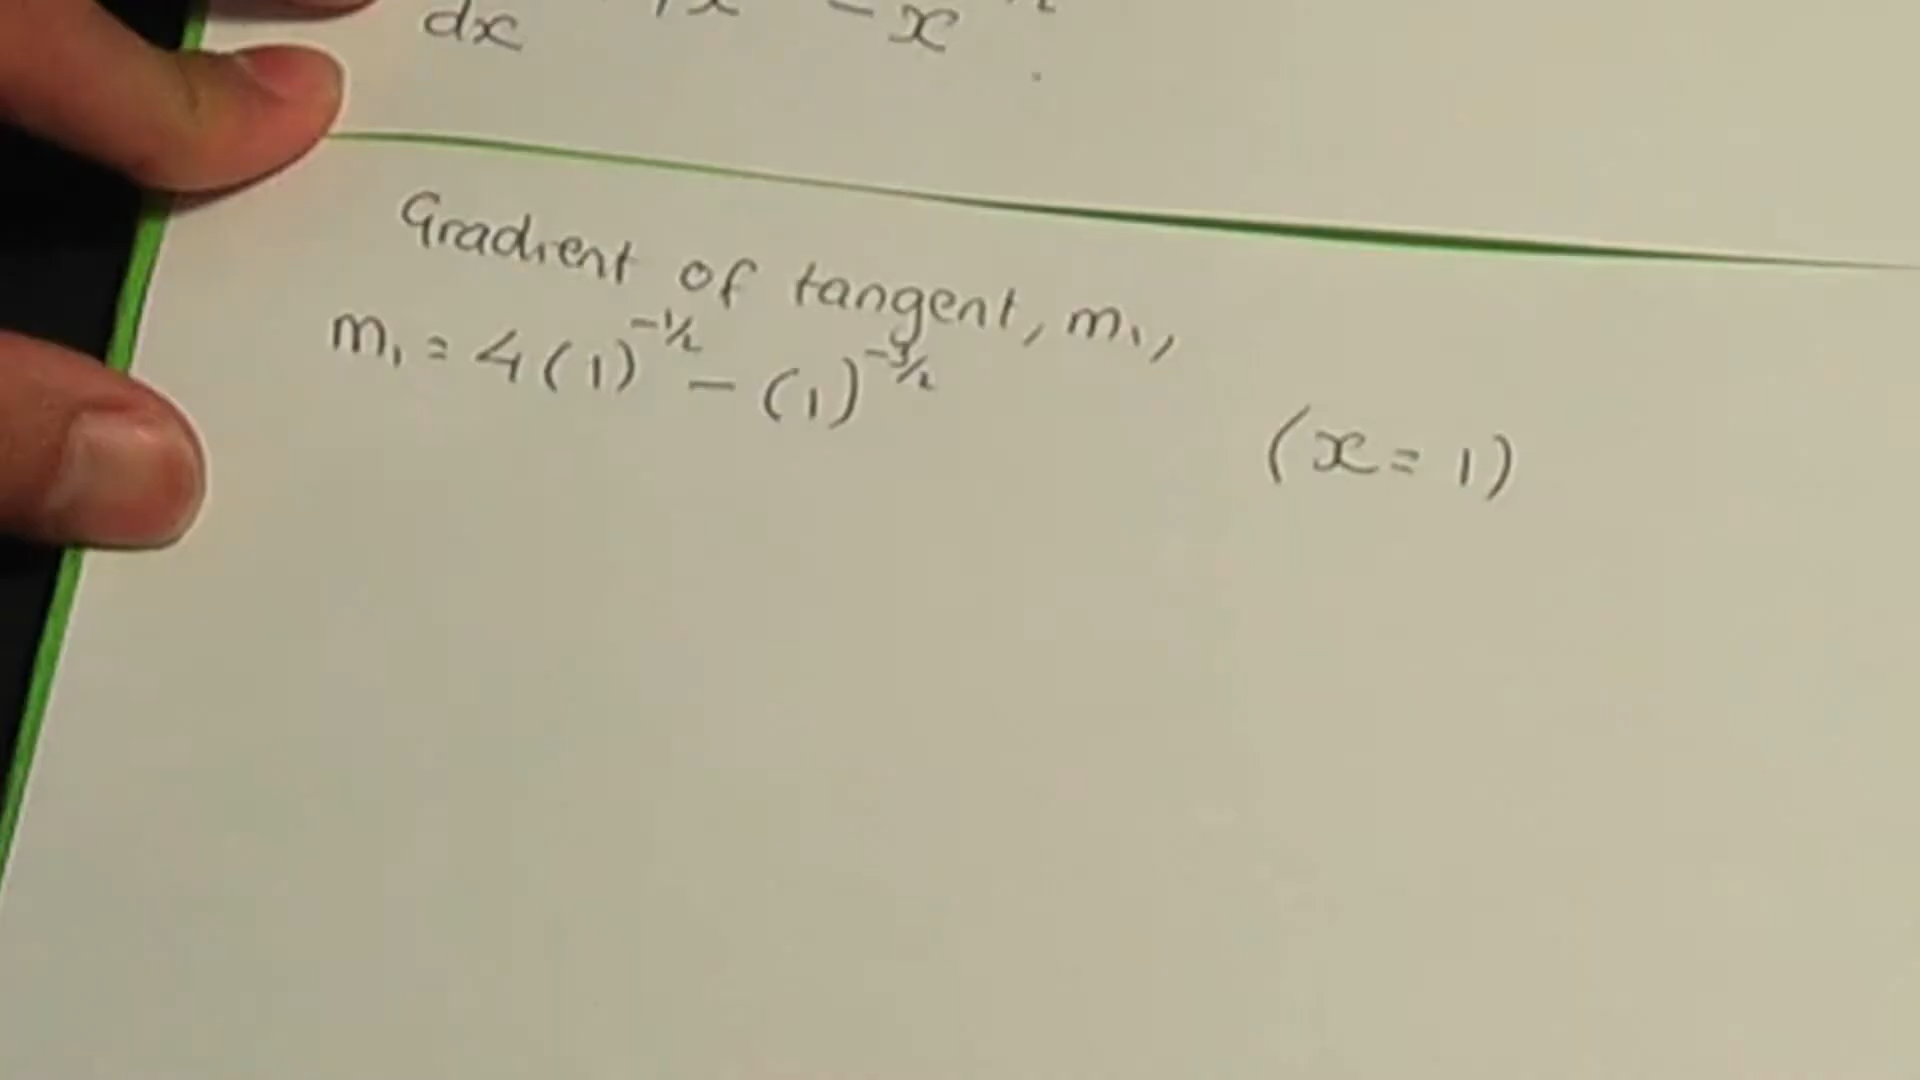 dx - x
Gradient of tangent, m₁,
m₁ = 4(1)^-1/2 - (1)^-3/2
(x = 1)